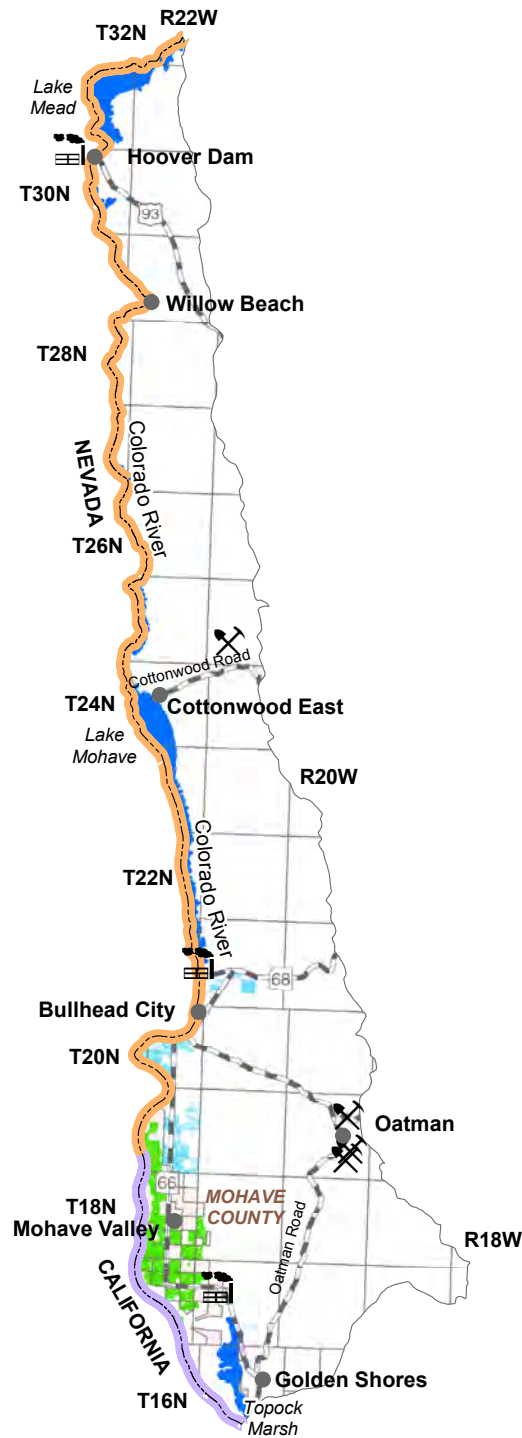 T32N
R22W
Lake
Mead
Hoover Dam
T30N
93
Willow Beach
T28N
NEVADA
Colorado River
T26N
Cottonwood Road
T24N
Cottonwood East
Lake
Mohave
R20W
T22N
Colorado River
68
Bullhead City
T20N
Oatman
66
T18N
MOHAVE
COUNTY
Mohave Valley
R18W
Oatman Road
CALIFORNIA
Golden Shores
T16N
Topock
Marsh